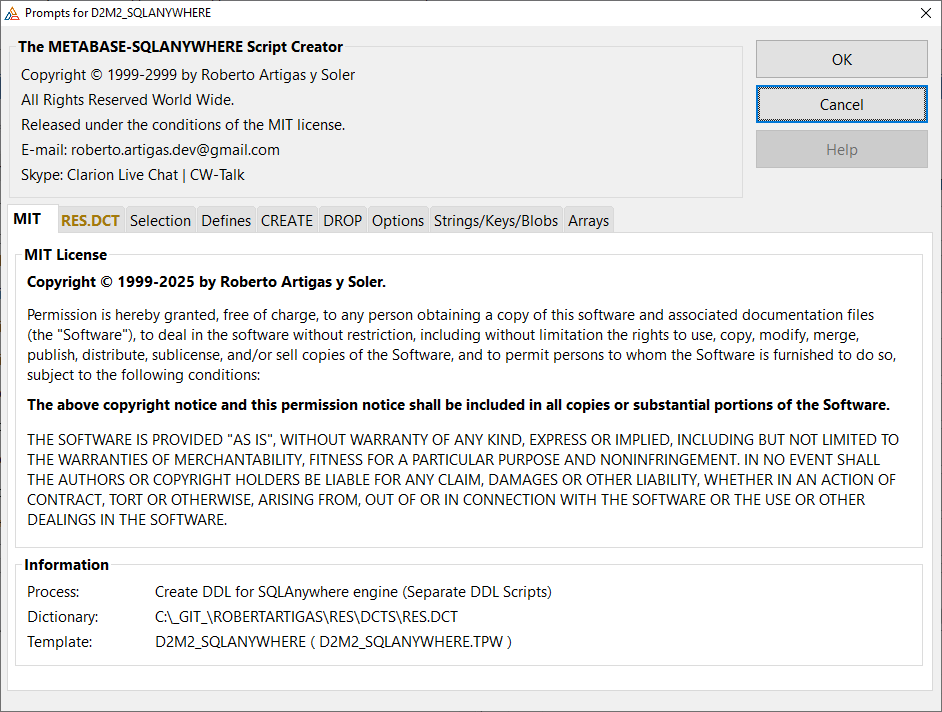 Prompts for D2M2_SQLANYWHERE
The METABASE-SQLANYWHERE Script Creator
Copyright © 1999-2999 by Roberto Artigas y Soler
All Rights Reserved World Wide.
Released under the conditions of the MIT license.
E-mail: roberto.artigas.dev@gmail.com
Skype: Clarion Live Chat | CW-Talk
OK
Cancel
Help
MIT RES.DCT Selection Defines CREATE DROP Options Strings/Keys/Blobs Arrays
MIT License
Copyright © 1999-2025 by Roberto Artigas y Soler.
Permission is hereby granted, free of charge, to any person obtaining a copy of this software and associated documentation files
(the "Software"), to deal in the software without restriction, including without limitation the rights to use, copy, modify, merge,
publish, distribute, sublicense, and/or sell copies of the Software, and to permit persons to whom the Software is furnished to do so,
subject to the following conditions:
The above copyright notice and this permission notice shall be included in all copies or substantial portions of the Software.
THE SOFTWARE IS PROVIDED "AS IS", WITHOUT WARRANTY OF ANY KIND, EXPRESS OR IMPLIED, INCLUDING BUT NOT LIMITED TO
THE WARRANTIES OF MERCHANTABILITY, FITNESS FOR A PARTICULAR PURPOSE AND NONINFRINGEMENT. IN NO EVENT SHALL
THE AUTHORS OR COPYRIGHT HOLDERS BE LIABLE FOR ANY CLAIM, DAMAGES OR OTHER LIABILITY, WHETHER IN AN ACTION OF
CONTRACT, TORT OR OTHERWISE, ARISING FROM, OUT OF OR IN CONNECTION WITH THE SOFTWARE OR THE USE OR OTHER
DEALINGS IN THE SOFTWARE.
Information
Process: Create DDL for SQLAnywhere engine (Separate DDL Scripts)
Dictionary: C:\_GIT_\ROBERTARTIGAS\RES\DCTS\RES.DCT
Template: D2M2_SQLANYWHERE ( D2M2_SQLANYWHERE.TPW )